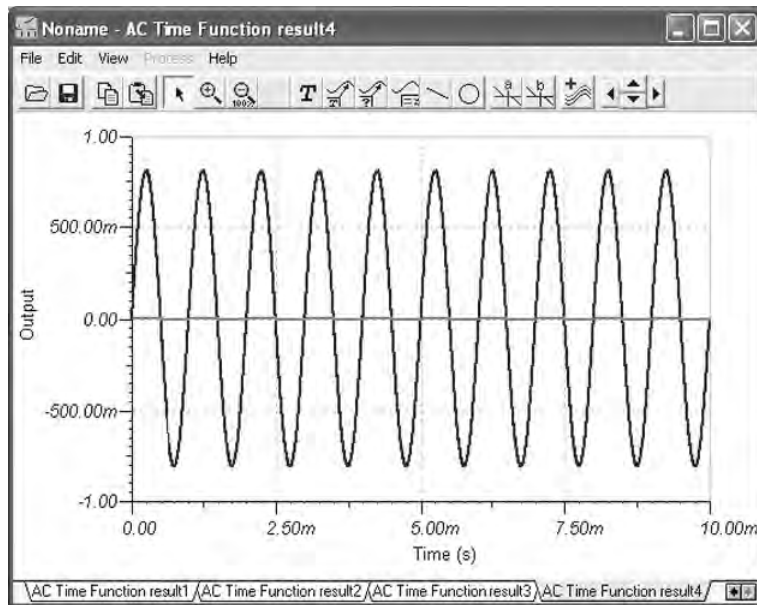 Noname - AC Time Function result4
File Edit View Process Help
100%
T
a
b
1.00
500.00m
0.00
-500.00m
-1.00
Output
0.00 2.50m 5.00m 7.50m 10.00m
Time (s)
AC Time Function result1 AC Time Function result2 AC Time Function result3 AC Time Function result4